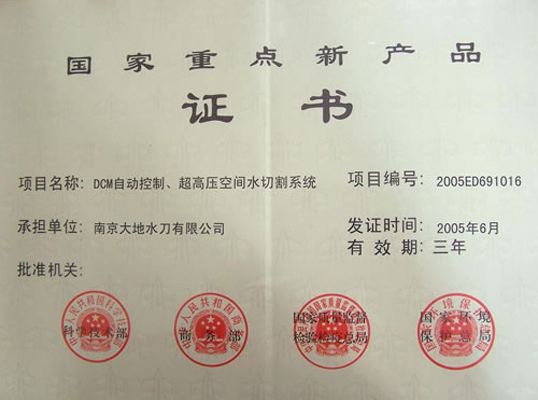 国家重点新产品
证书
项目名称: DCM自动控制、超高压空间水切割系统
项目编号: 2005ED691016
承担单位: 南京大地水刀有限公司
发证时间: 2005年6月
有效期: 三年
批准机关:
科学技术部
商务部
国家质量监督
检验检疫总局
国家环境
保护总局